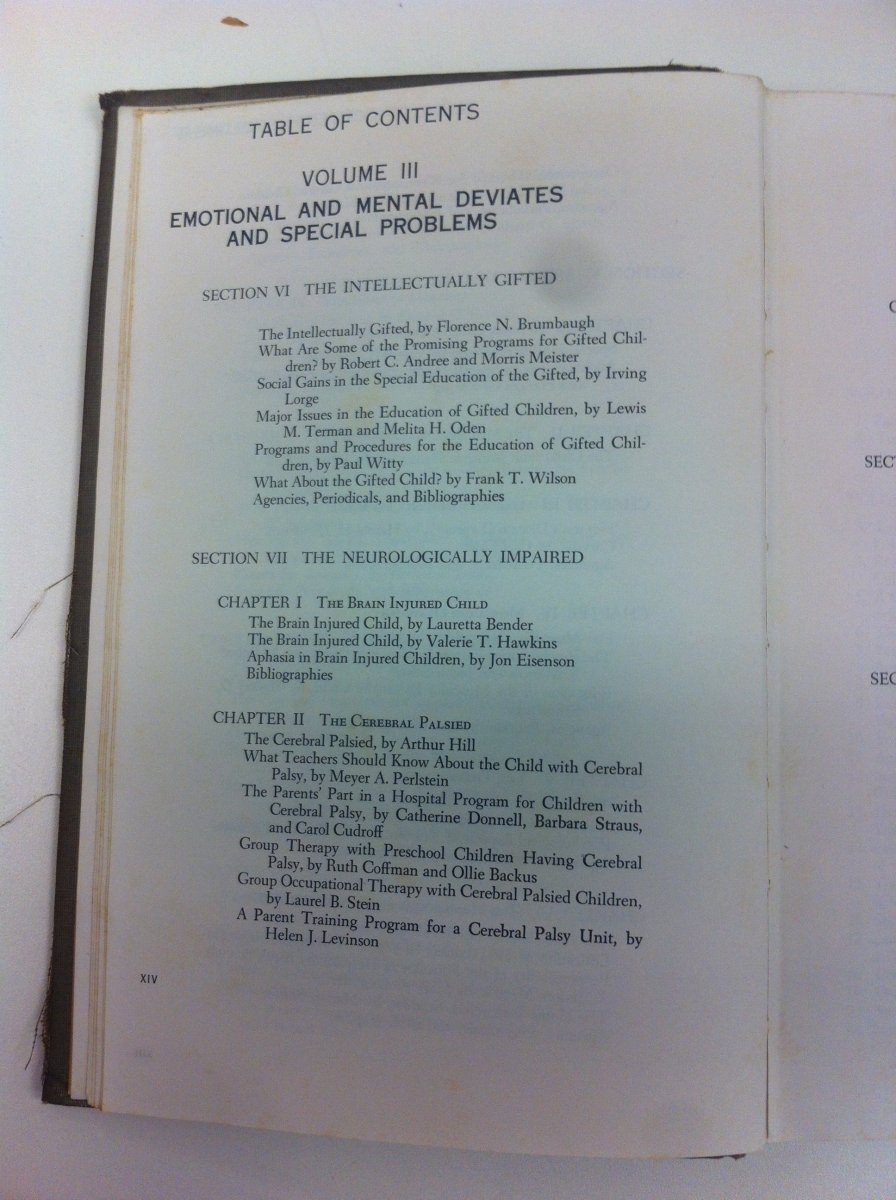 TABLE OF CONTENTS
VOLUME III
EMOTIONAL AND MENTAL DEVIATES
AND SPECIAL PROBLEMS
SECTION VI THE INTELLECTUALLY GIFTED
The Intellectually Gifted, by Florence N. Brumbaugh
What Are Some of the Promising Programs for Gifted Chil-
dren? by Robert C. Andree and Morris Meister
Social Gains in the Special Education of the Gifted, by Irving
Lorge
Major Issues in the Education of Gifted Children, by Lewis
M. Terman and Melita H. Oden
Programs and Procedures for the Education of Gifted Chil-
dren, by Paul Witty
What About the Gifted Child? by Frank T. Wilson
Agencies, Periodicals, and Bibliographies
SECTION VII THE NEUROLOGICALLY IMPAIRED
CHAPTER I THE BRAIN INJURED CHILD
The Brain Injured Child, by Lauretta Bender
The Brain Injured Child, by Valerie T. Hawkins
Aphasia in Brain Injured Children, by Jon Eisenson
Bibliographies
CHAPTER II THE CEREBRAL PALSIED
The Cerebral Palsied, by Arthur Hill
What Teachers Should Know About the Child with Cerebral
Palsy, by Meyer A. Perlstein
The Parents' Part in a Hospital Program for Children with
Cerebral Palsy, by Catherine Donnell, Barbara Straus,
and Carol Cudroff
Group Therapy with Preschool Children Having Cerebral
Palsy, by Ruth Coffman and Ollie Backus
Group Occupational Therapy with Cerebral Palsied Children,
by Laurel B. Stein
A Parent Training Program for a Cerebral Palsy Unit, by
Helen J. Levinson
XIV
C
SECT
SEC